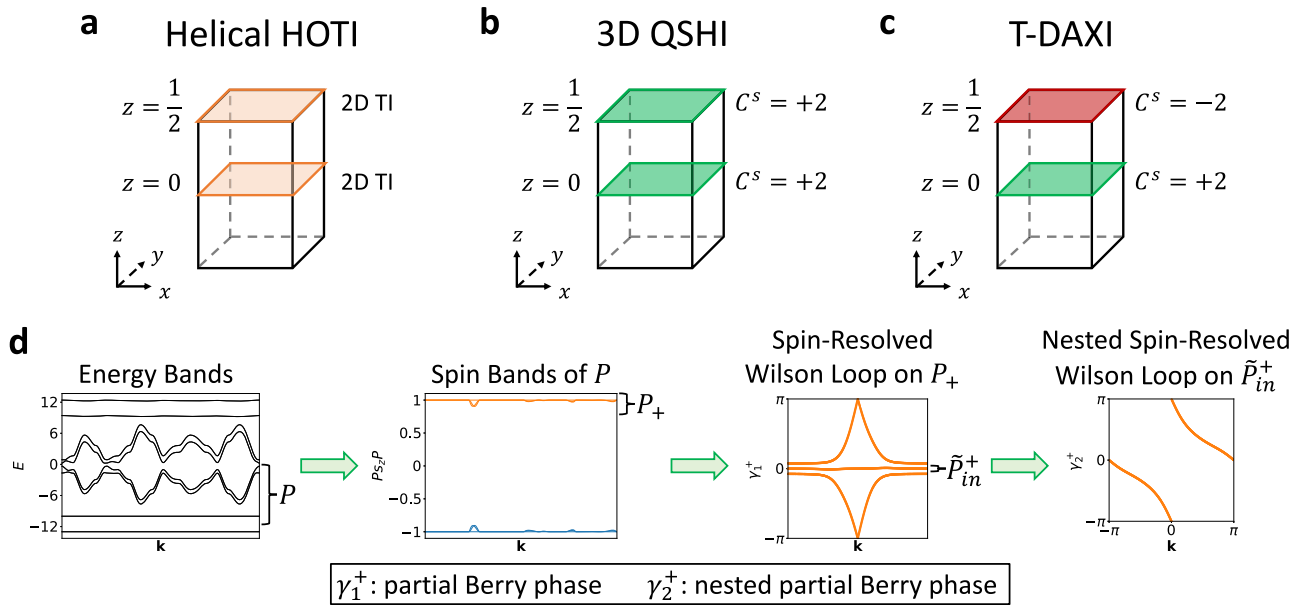 a Helical HOTI
z = 1/2 2D TI
z = 0 2D TI
z y x
b 3D QSHI
z = 1/2 C^s = +2
z = 0 C^s = +2
z y x
c T-DAXI
z = 1/2 C^s = −2
z = 0 C^s = +2
z y x
d
Energy Bands
12
6
0
−6
−12
E
k
P
Spin Bands of P
1
0.5
0
−0.5
−1
Ps_zP
k
P_+
Spin-Resolved
Wilson Loop on P_+
π
0
−π
γ_1^+
k
P̃_in^+
Nested Spin-Resolved
Wilson Loop on P̃_in^+
π
0
−π
γ_2^+
−π 0 π
k
γ_1^+: partial Berry phase γ_2^+: nested partial Berry phase